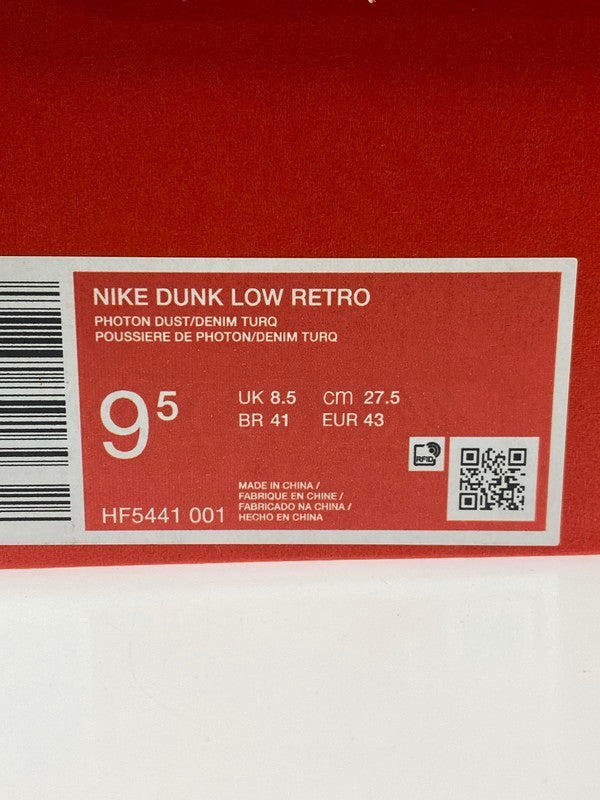 NIKE DUNK LOW RETRO
PHOTON DUST/DENIM TURQ
POUSSIERE DE PHOTON/DENIM TURQ
9 5
UK 8.5 cm 27.5
BR 41 EUR 43
RFID
MADE IN CHINA /
FABRIQUE EN CHINE /
FABRICADO NA CHINA /
HECHO EN CHINA
HF5441 001